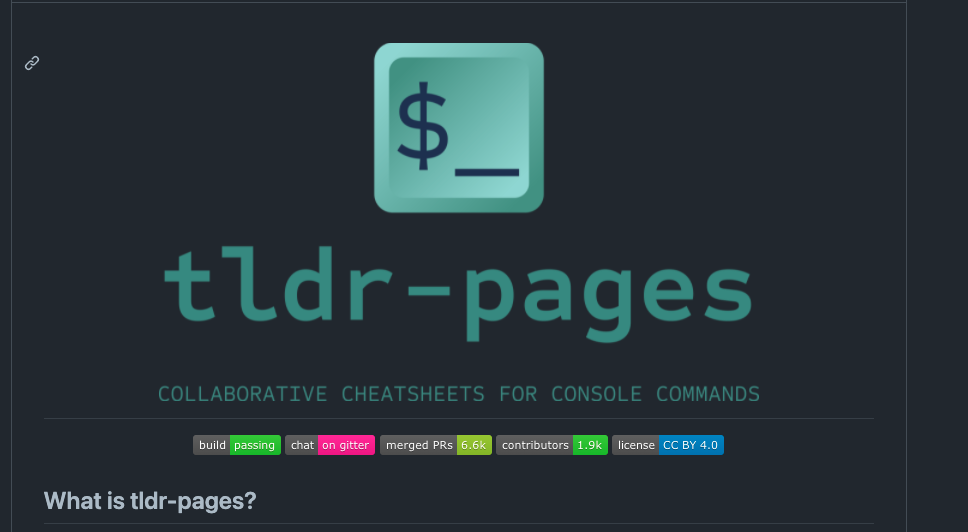 $_
tldr-pages
COLLABORATIVE CHEATSHEETS FOR CONSOLE COMMANDS
build passing chat on gitter merged PRs 6.6k contributors 1.9k license CC BY 4.0
What is tldr-pages?